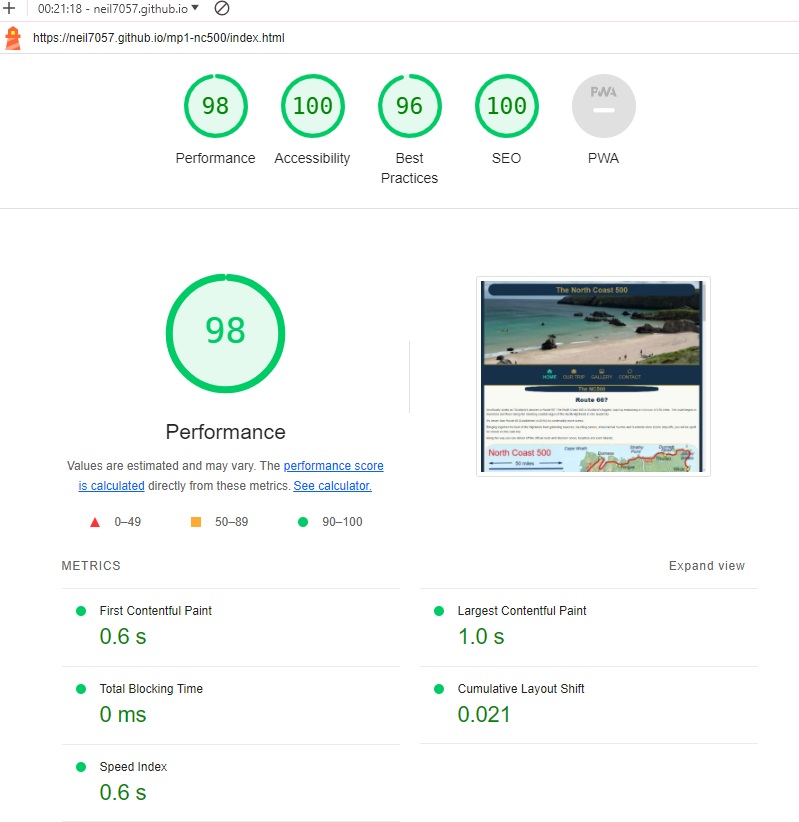 00:21:18 - neil7057.github.io
https://neil7057.github.io/mp1-nc500/index.html
98
100
96
100
PWA
Performance
Accessibility
Best
Practices
SEO
PWA
98
The North Coast 500
HOME
OUR TRIP
GALLERY
CONTACT
The NC500
Route 66?
North Coast 500
50 miles
Cape Wrath
Durness
Thurso
Wick
Performance
Values are estimated and may vary. The performance score
is calculated directly from these metrics. See calculator.
0–49
50–89
90–100
METRICS
Expand view
First Contentful Paint
0.6 s
Largest Contentful Paint
1.0 s
Total Blocking Time
0 ms
Cumulative Layout Shift
0.021
Speed Index
0.6 s